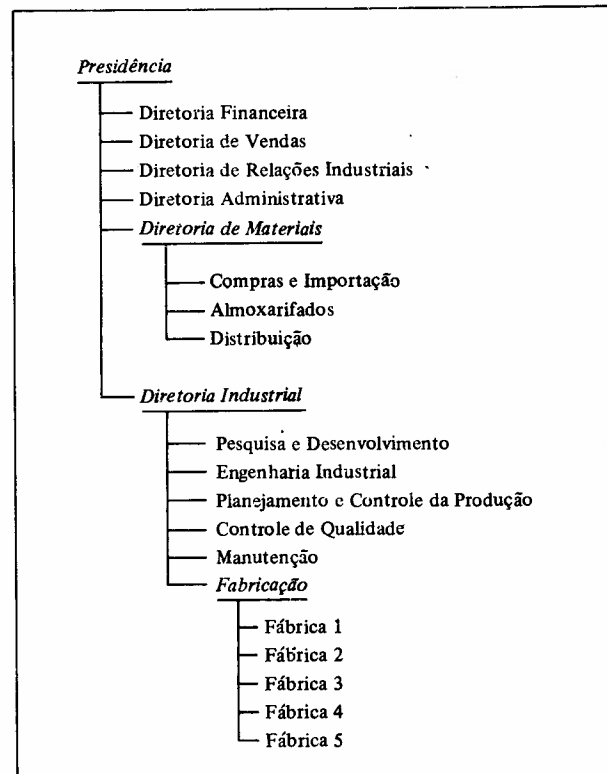 Presidência
Diretoria Financeira
Diretoria de Vendas
Diretoria de Relações Industriais
Diretoria Administrativa
Diretoria de Materiais
Compras e Importação
Almoxarifados
Distribuição
Diretoria Industrial
Pesquisa e Desenvolvimento
Engenharia Industrial
Planejamento e Controle da Produção
Controle de Qualidade
Manutenção
Fabricação
Fábrica 1
Fábrica 2
Fábrica 3
Fábrica 4
Fábrica 5